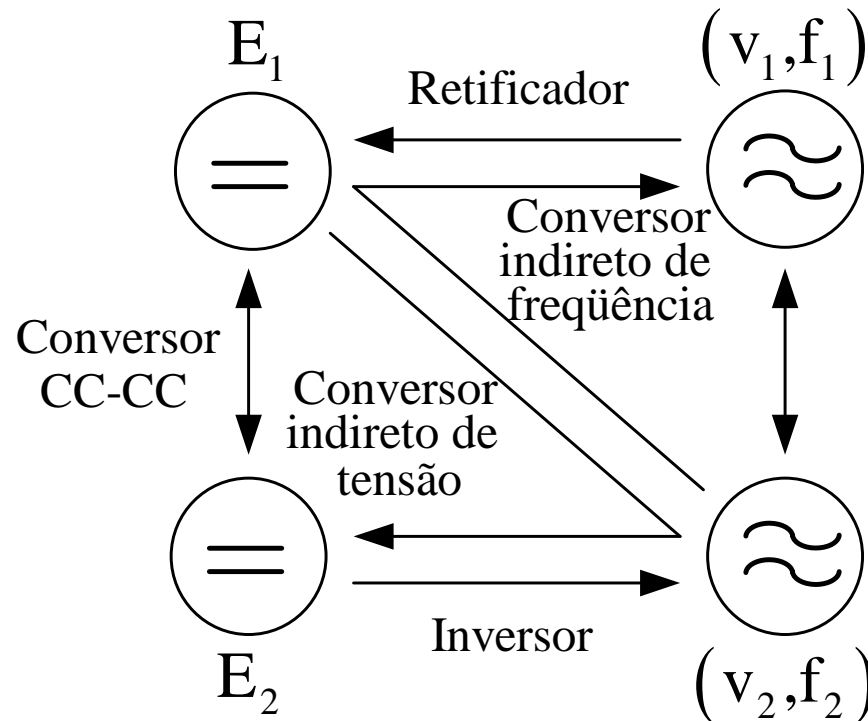 E₁
(v₁,f₁)
Retificador
Conversor
indireto de
freqüência
Conversor
CC-CC
Conversor
indireto de
tensão
Inversor
E₂
(v₂,f₂)